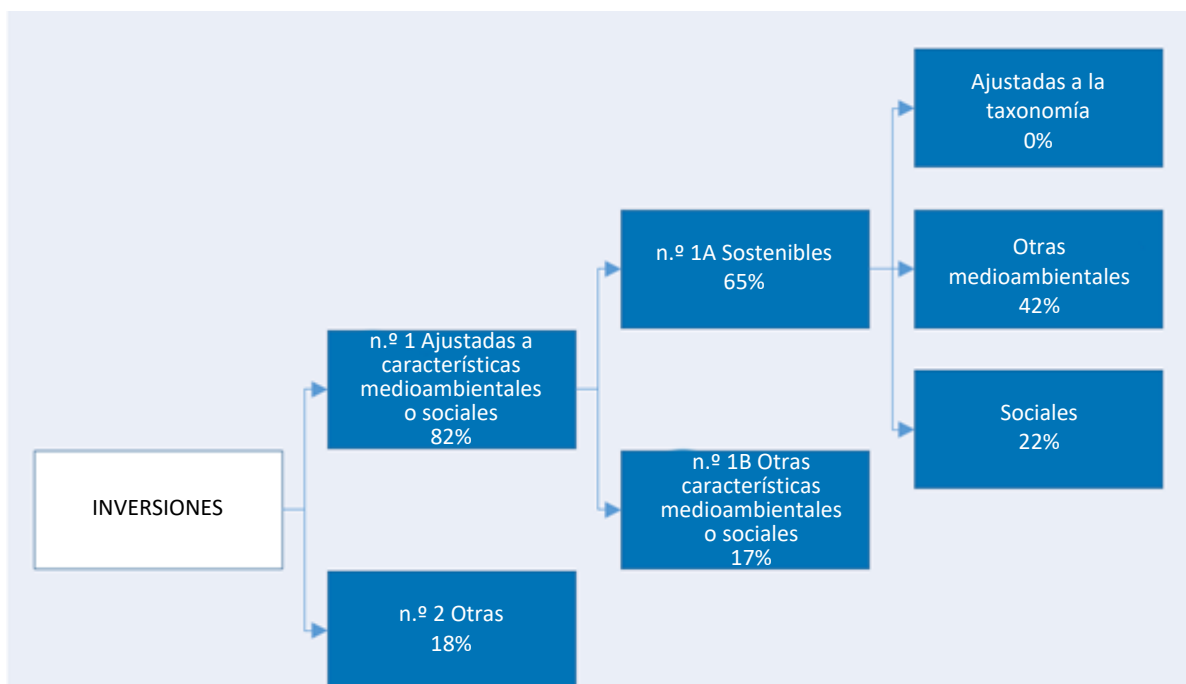 INVERSIONES
n.º 1 Ajustadas a
características
medioambientales
o sociales
82%
n.º 2 Otras
18%
n.º 1A Sostenibles
65%
n.º 1B Otras
características
medioambientales
o sociales
17%
Ajustadas a la
taxonomía
0%
Otras
medioambientales
42%
Sociales
22%